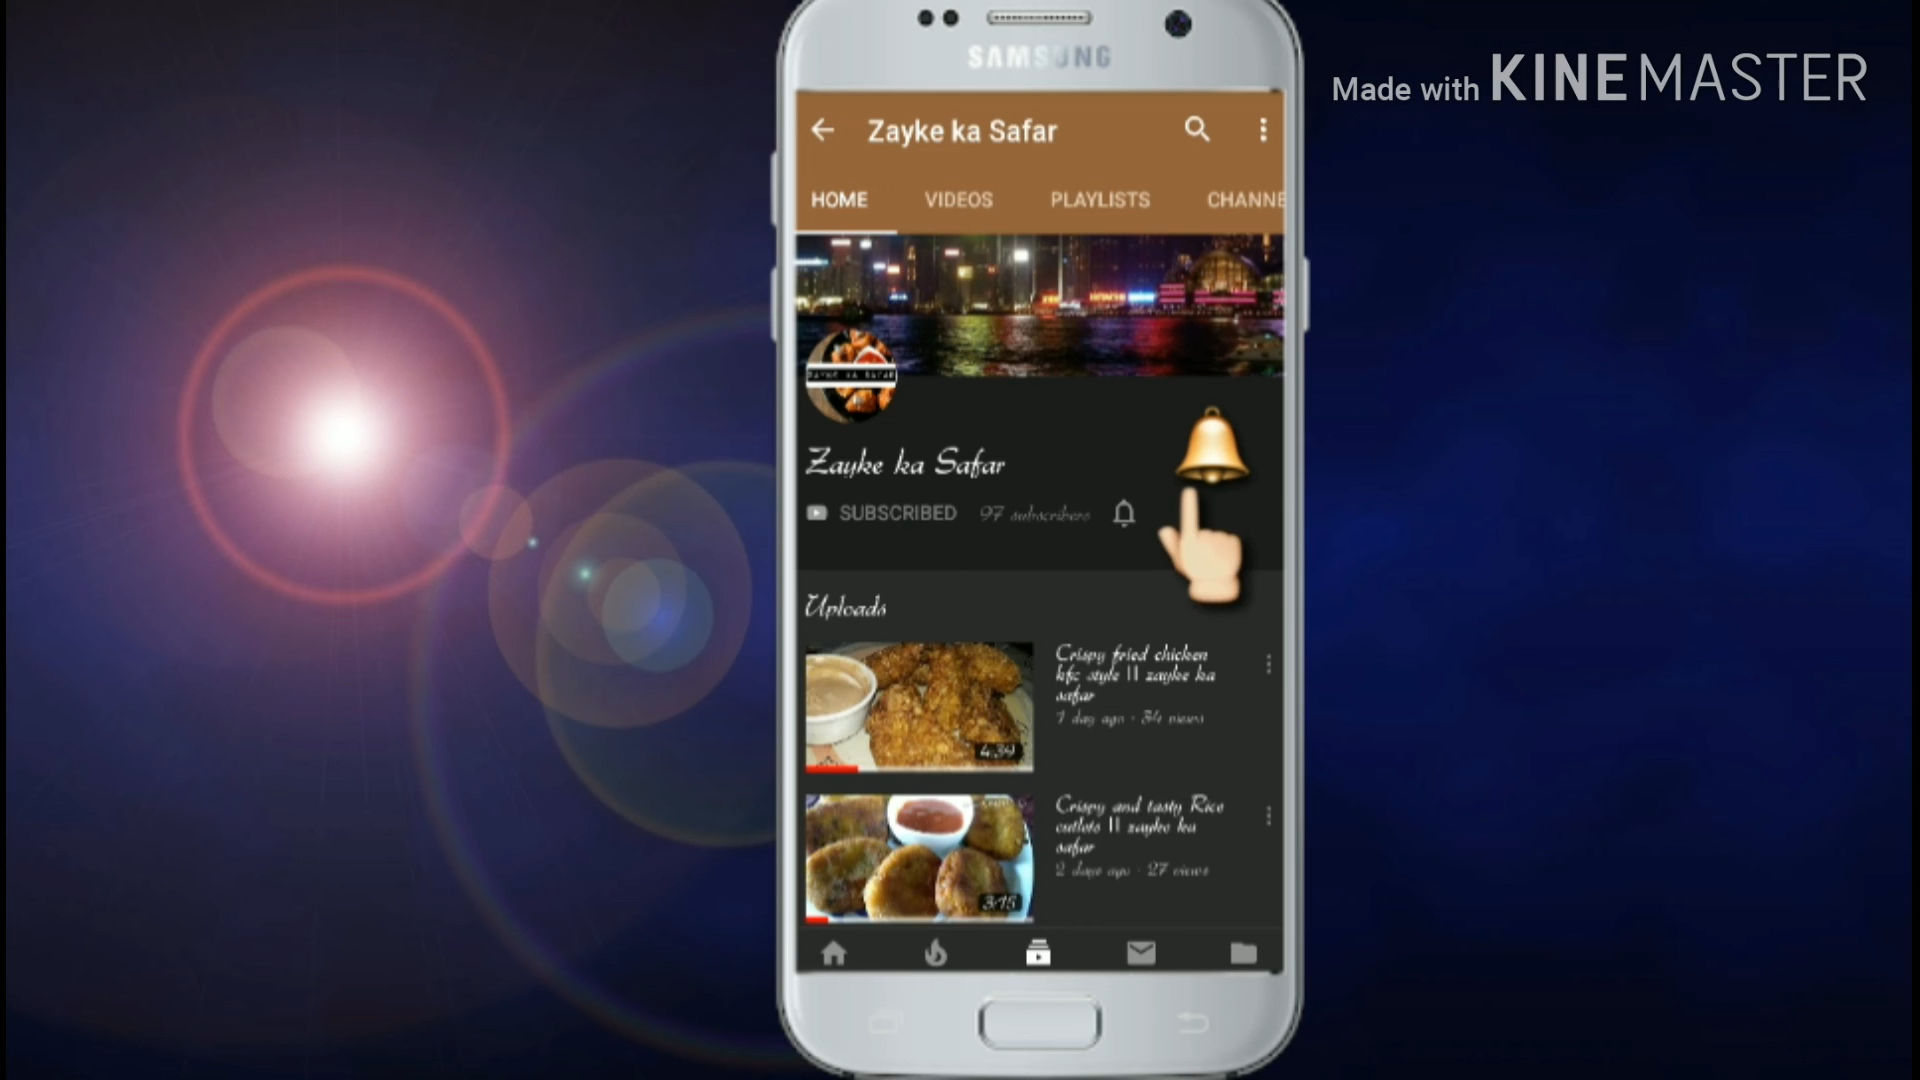 SAMSUNG
Made with KINEMASTER
Zayke ka Safar
HOME VIDEOS PLAYLISTS CHANNE
Zayke ka Safar
SUBSCRIBED 97 subscribers
Uploads
Crispy fried chicken
kfc style || zayke ka
safar
1 day ago · 34 views
4:39
Crispy and tasty Rice
cutlets || zayke ka
safar
2 days ago · 27 views
3:15